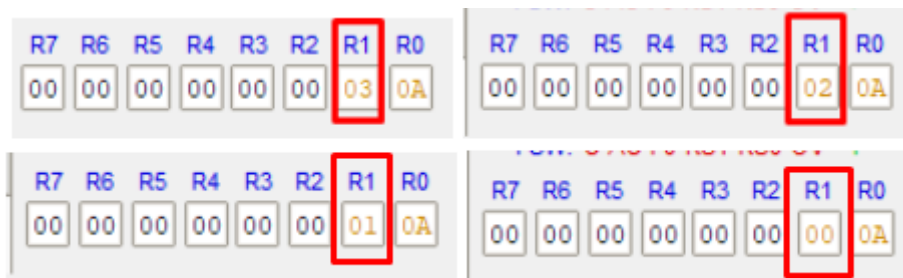 R7 R6 R5 R4 R3 R2 R1 R0
00 00 00 00 00 00 03 0A
R7 R6 R5 R4 R3 R2 R1 R0
00 00 00 00 00 00 02 0A
R7 R6 R5 R4 R3 R2 R1 R0
00 00 00 00 00 00 01 0A
R7 R6 R5 R4 R3 R2 R1 R0
00 00 00 00 00 00 00 0A